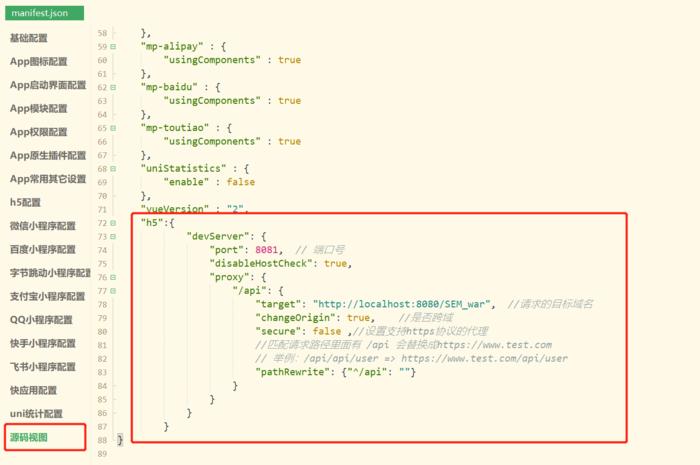 manifest.json
基础配置
App图标配置
App启动界面配置
App模块配置
App权限配置
App原生插件配置
App常用其它设置
h5配置
微信小程序配置
百度小程序配置
字节跳动小程序配置
支付宝小程序配置
QQ小程序配置
快手小程序配置
飞书小程序配置
快应用配置
uni统计配置
源码视图
58 },
59 "mp-alipay" : {
60 "usingComponents" : true
61 },
62 "mp-baidu" : {
63 "usingComponents" : true
64 },
65 "mp-toutiao" : {
66 "usingComponents" : true
67 },
68 "uniStatistics" : {
69 "enable" : false
70 },
71 "vueVersion" : "2",
72 "h5":{
73 "devServer": {
74 "port": 8081, // 端口号
75 "disableHostCheck": true,
76 "proxy": {
77 "/api": {
78 "target": "http://localhost:8080/SEM_war", //请求的目标域名
79 "changeOrigin": true, //是否跨域
80 "secure": false ,//设置支持https协议的代理
81 //匹配请求路径里面有 /api 会替换成https://www.test.com
82 // 举例：/api/api/user => https://www.test.com/api/user
83 "pathRewrite": {"^/api": ""}
84 }
85 }
86 }
87 }
88 }
89